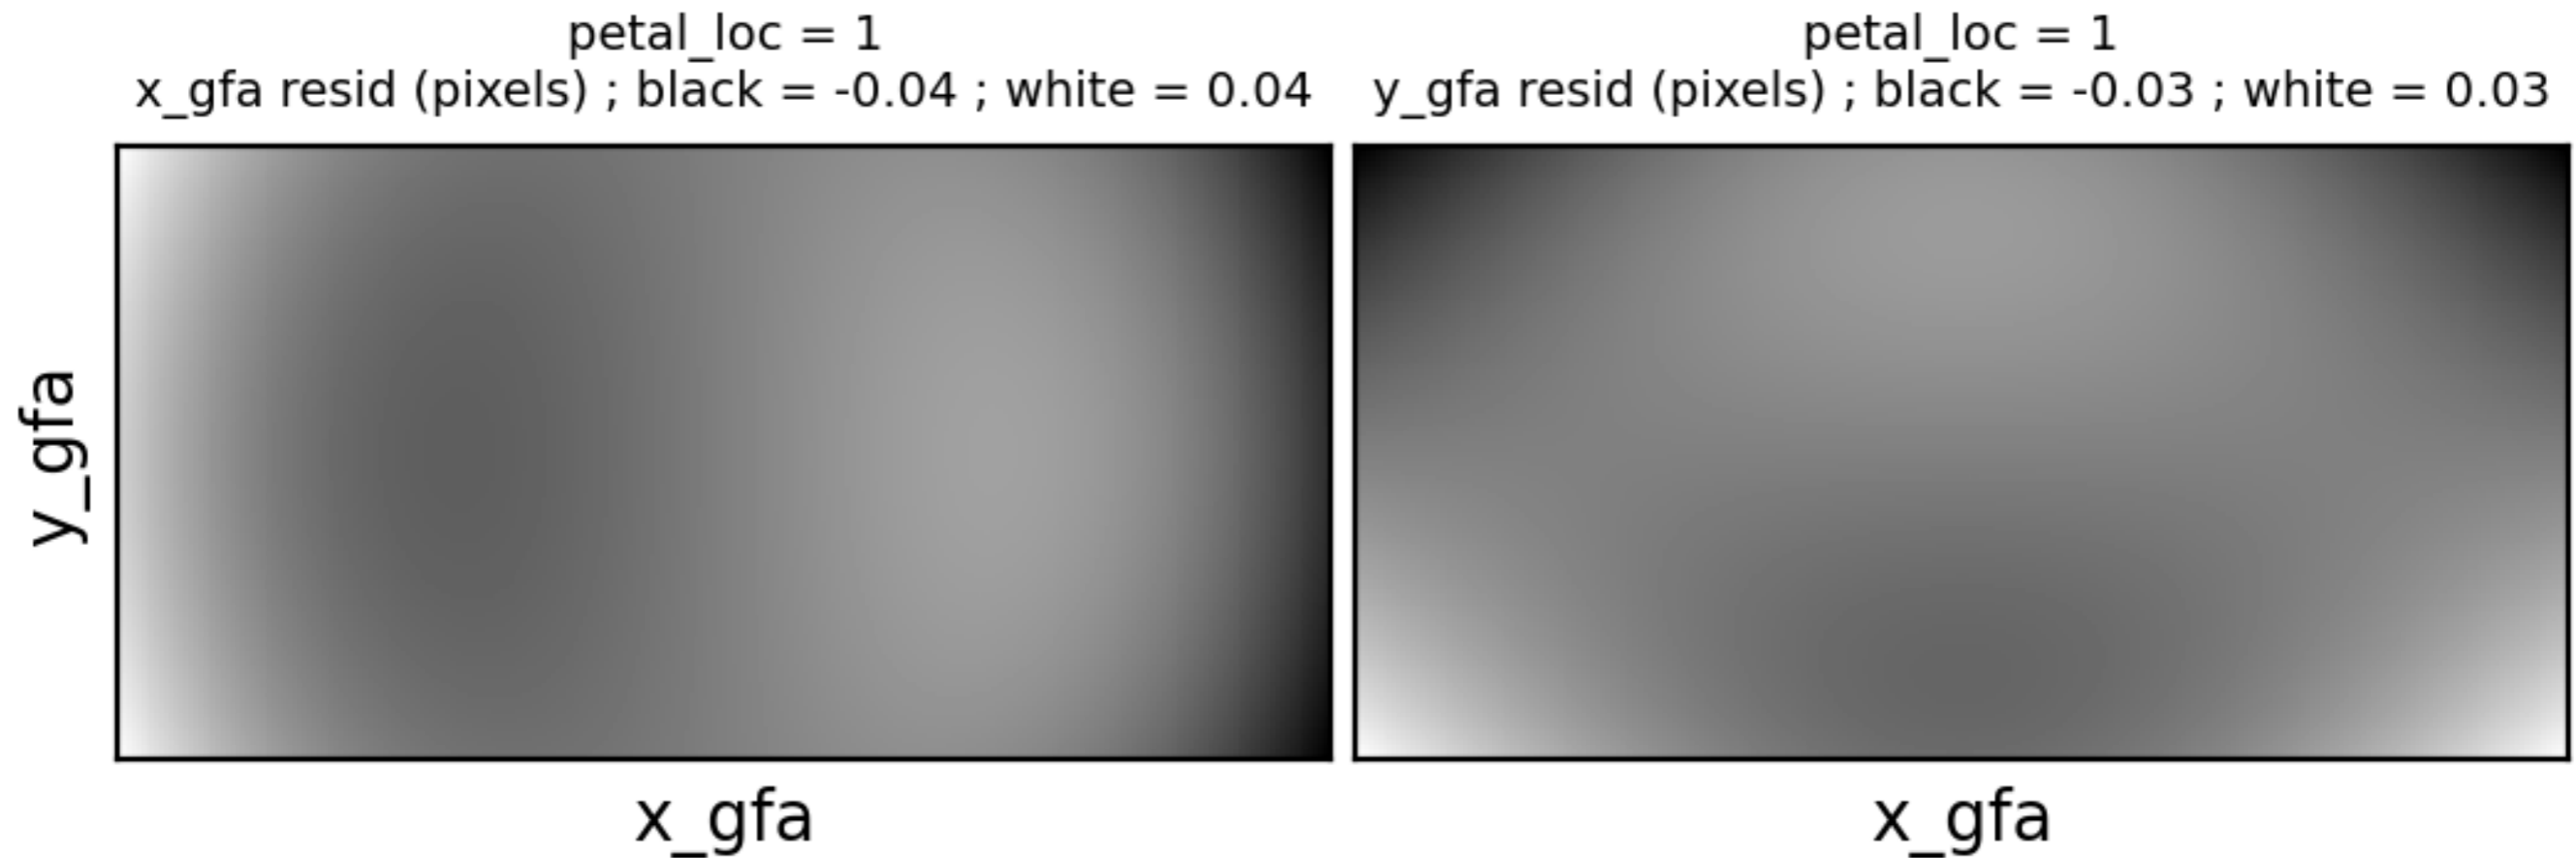 petal_loc = 1
x_gfa resid (pixels) ; black = -0.04 ; white = 0.04
petal_loc = 1
y_gfa resid (pixels) ; black = -0.03 ; white = 0.03
y_gfa
x_gfa
x_gfa